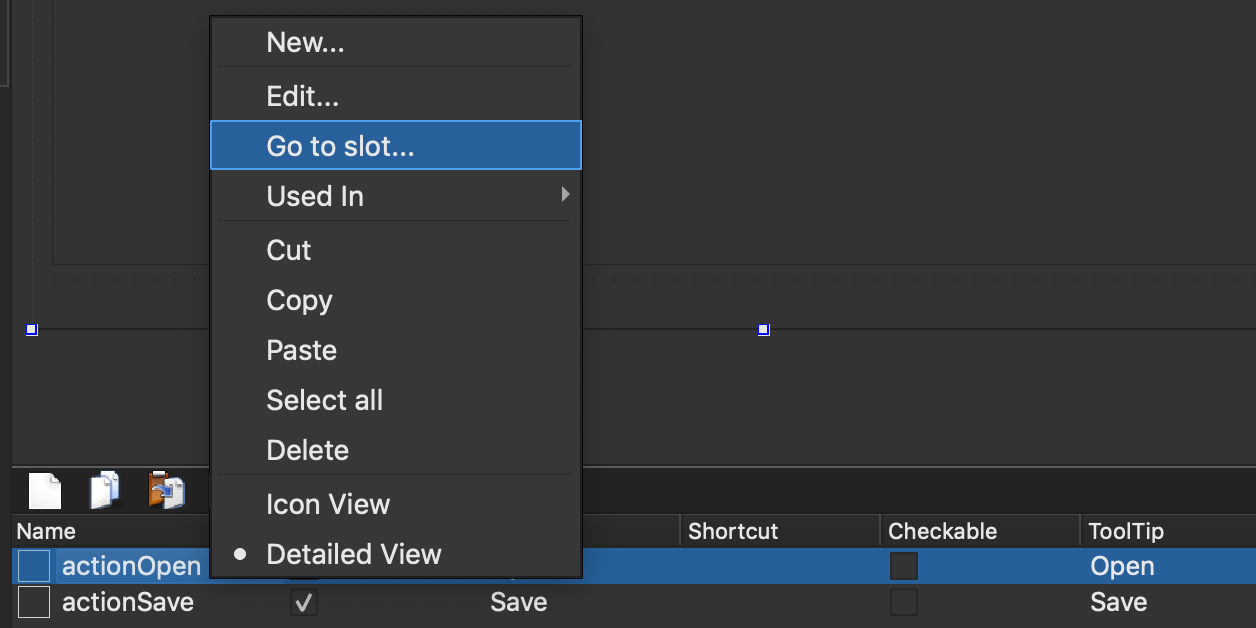 New...
Edit...
Go to slot...
Used In
Cut
Copy
Paste
Select all
Delete
Icon View
Detailed View
Name Shortcut Checkable ToolTip
actionOpen Open
actionSave Save Save